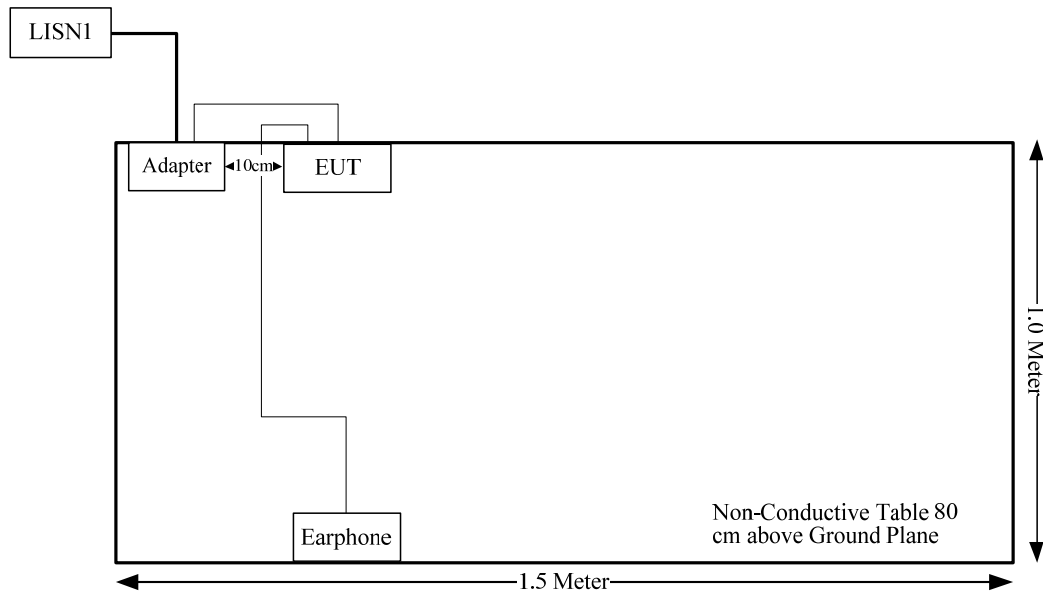 LISN1
Adapter
10cm
EUT
1.0 Meter
Earphone
Non-Conductive Table 80
cm above Ground Plane
1.5 Meter